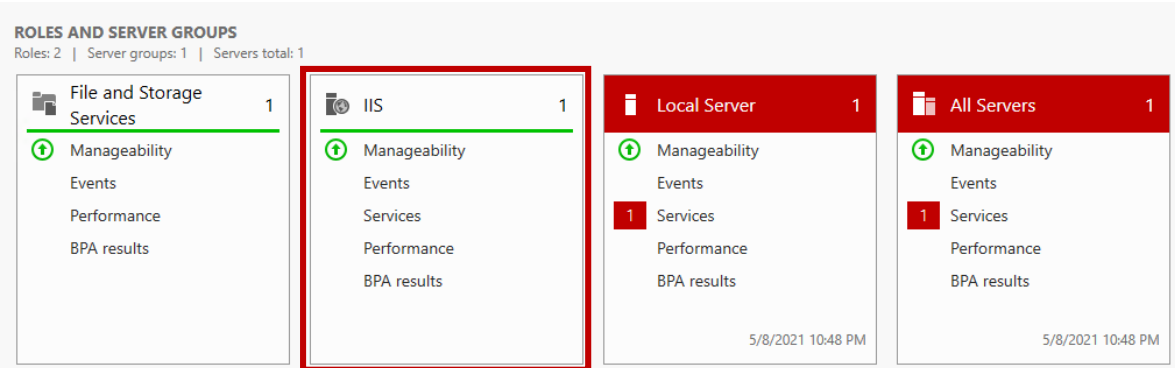 ROLES AND SERVER GROUPS
Roles: 2 | Server groups: 1 | Servers total: 1
File and Storage
Services 1
Manageability
Events
Performance
BPA results
IIS 1
Manageability
Events
Services
Performance
BPA results
Local Server 1
Manageability
Events
1 Services
Performance
BPA results
5/8/2021 10:48 PM
All Servers 1
Manageability
Events
1 Services
Performance
BPA results
5/8/2021 10:48 PM